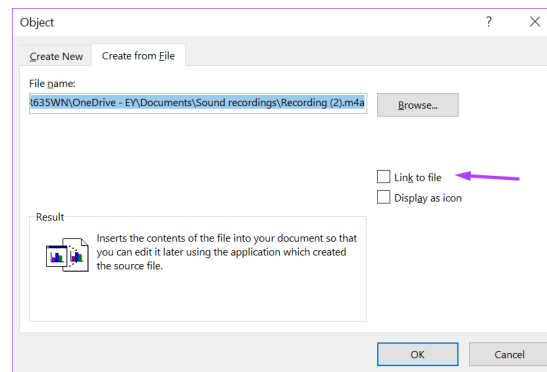 Object ? ×
Create New Create from File
File name:
R635WN\OneDrive - EY\Documents\Sound recordings\Recording (2).m4a
Browse...
Link to file
Display as icon
Result
Inserts the contents of the file into your document so that
you can edit it later using the application which created
the source file.
OK Cancel